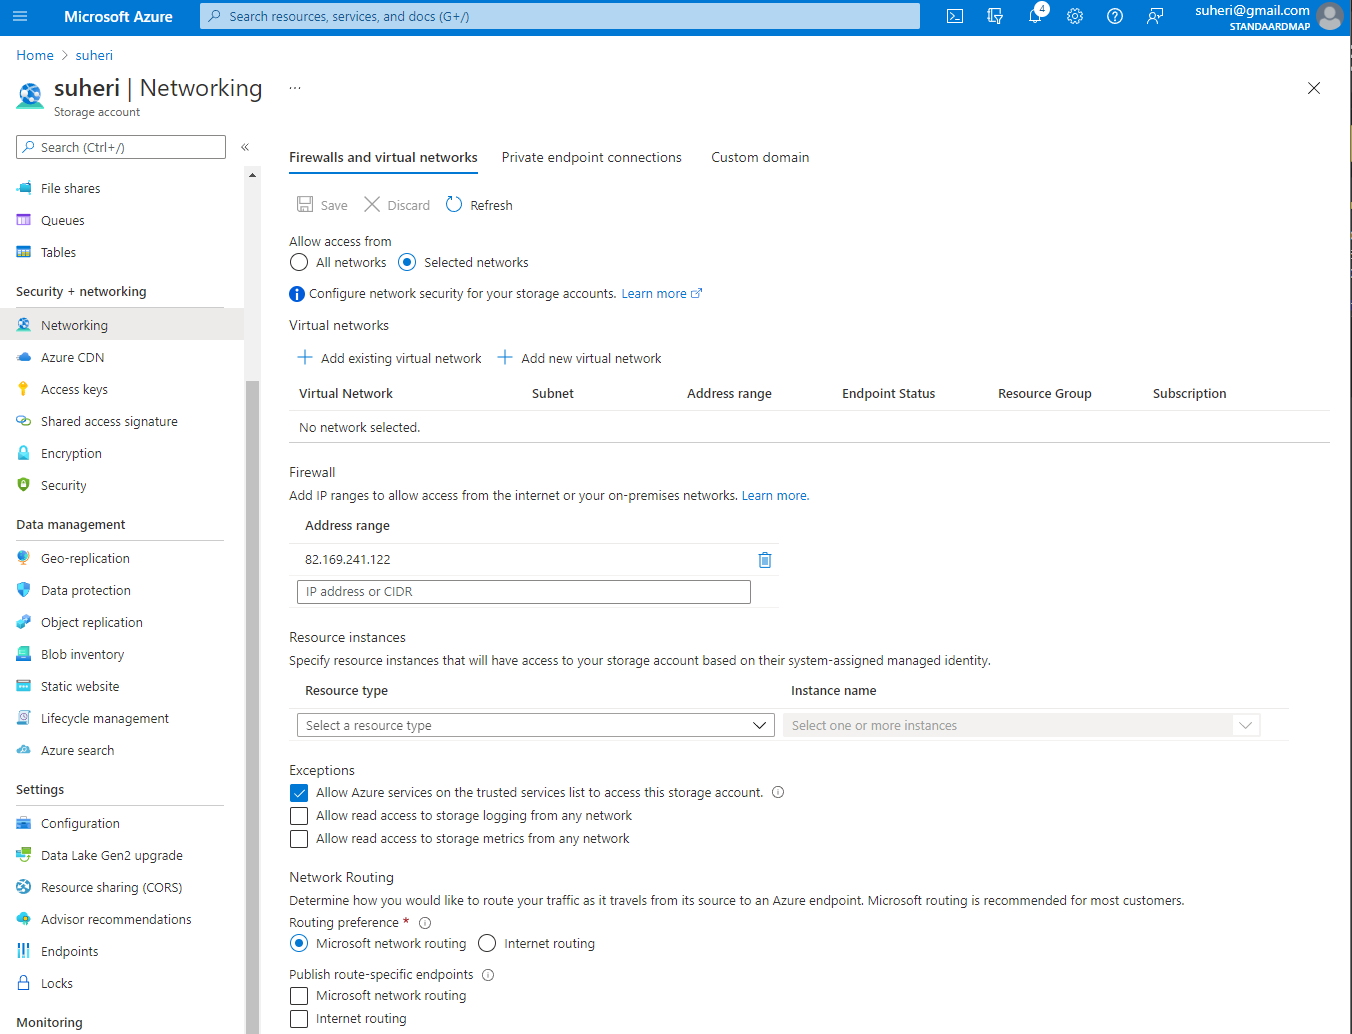 Microsoft Azure
Search resources, services, and docs (G+/)
4
suheri@gmail.com
STANDAARDMAP
Home > suheri
suheri | Networking ...
Storage account
Search (Ctrl+/)
«
File shares
Queues
Tables
Security + networking
Networking
Azure CDN
Access keys
Shared access signature
Encryption
Security
Data management
Geo-replication
Data protection
Object replication
Blob inventory
Static website
Lifecycle management
Azure search
Settings
Configuration
Data Lake Gen2 upgrade
Resource sharing (CORS)
Advisor recommendations
Endpoints
Locks
Monitoring
Firewalls and virtual networks Private endpoint connections Custom domain
Save Discard Refresh
Allow access from
All networks Selected networks
Configure network security for your storage accounts. Learn more
Virtual networks
Add existing virtual network Add new virtual network
Virtual Network Subnet Address range Endpoint Status Resource Group Subscription
No network selected.
Firewall
Add IP ranges to allow access from the internet or your on-premises networks. Learn more.
Address range
82.169.241.122
IP address or CIDR
Resource instances
Specify resource instances that will have access to your storage account based on their system-assigned managed identity.
Resource type Instance name
Select a resource type Select one or more instances
Exceptions
Allow Azure services on the trusted services list to access this storage account.
Allow read access to storage logging from any network
Allow read access to storage metrics from any network
Network Routing
Determine how you would like to route your traffic as it travels from its source to an Azure endpoint. Microsoft routing is recommended for most customers.
Routing preference *
Microsoft network routing Internet routing
Publish route-specific endpoints
Microsoft network routing
Internet routing